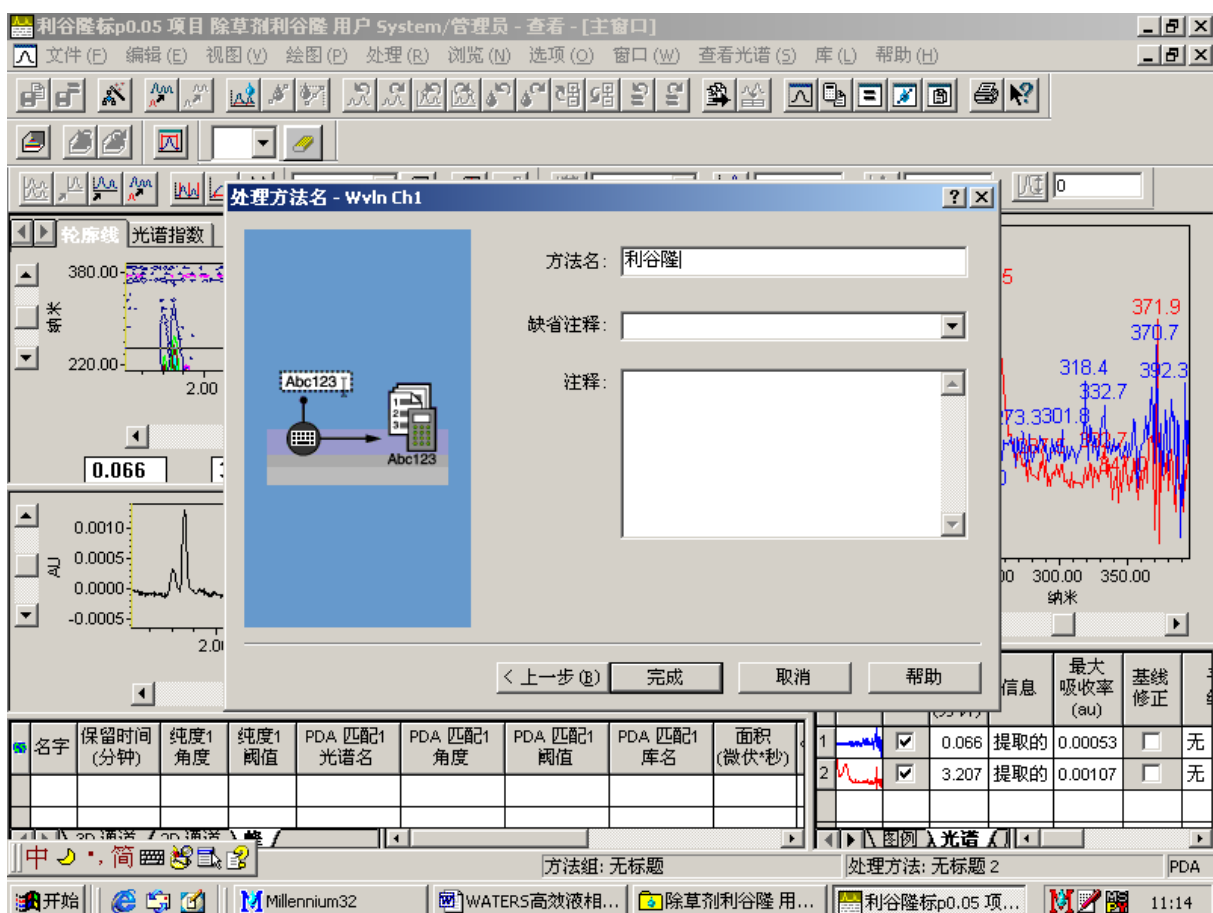 利谷隆标p0.05 项目 除草剂利谷隆 用户 System/管理员 - 查看 - [主窗口]
文件(F) 编辑(E) 视图(V) 绘图(P) 处理(R) 浏览(N) 选项(O) 窗口(W) 查看光谱(S) 库(L) 帮助(H)
0
处理方法名 - Wvln Ch1
轮廓线 光谱指数
380.00
纳米
220.00
2.00
0.066
方法名: 利谷隆
缺省注释:
注释:
Abc123
1
2
3
Abc123
371.9
370.7
318.4 392.3
332.7
301.8
AU
0.0010
0.0005
0.0000
-0.0005
300.00 350.00
纳米
< 上一步(B) 完成 取消 帮助
名字 保留时间(分钟) 纯度1角度 纯度1阈值 PDA 匹配1光谱名 PDA 匹配1角度 PDA 匹配1阈值 PDA 匹配1库名 面积(微伏*秒)
信息 最大吸收率(au) 基线修正
1 0.066 提取的 0.00053 无
2 3.207 提取的 0.00107 无
3D 通道 2D 通道 峰
图例 光谱
中 简
方法组: 无标题
处理方法: 无标题 2
PDA
开始 Millennium32 WATERS高效液相... 除草剂利谷隆 用... 利谷隆标p0.05 项... 11:14